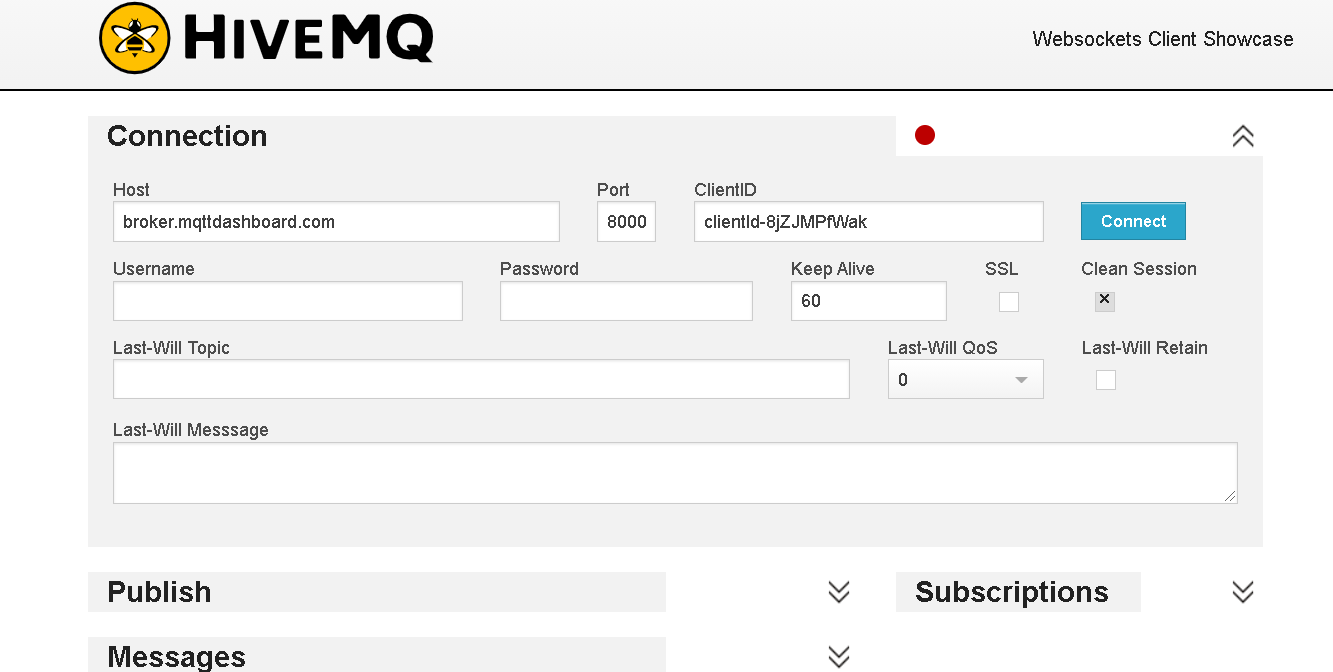 HIVEMQ
Websockets Client Showcase
Connection
Host Port ClientID
broker.mqttdashboard.com 8000 clientId-8jZJMPfWak Connect
Username Password Keep Alive SSL Clean Session
60
Last-Will Topic Last-Will QoS Last-Will Retain
0
Last-Will Messsage
Publish Subscriptions
Messages